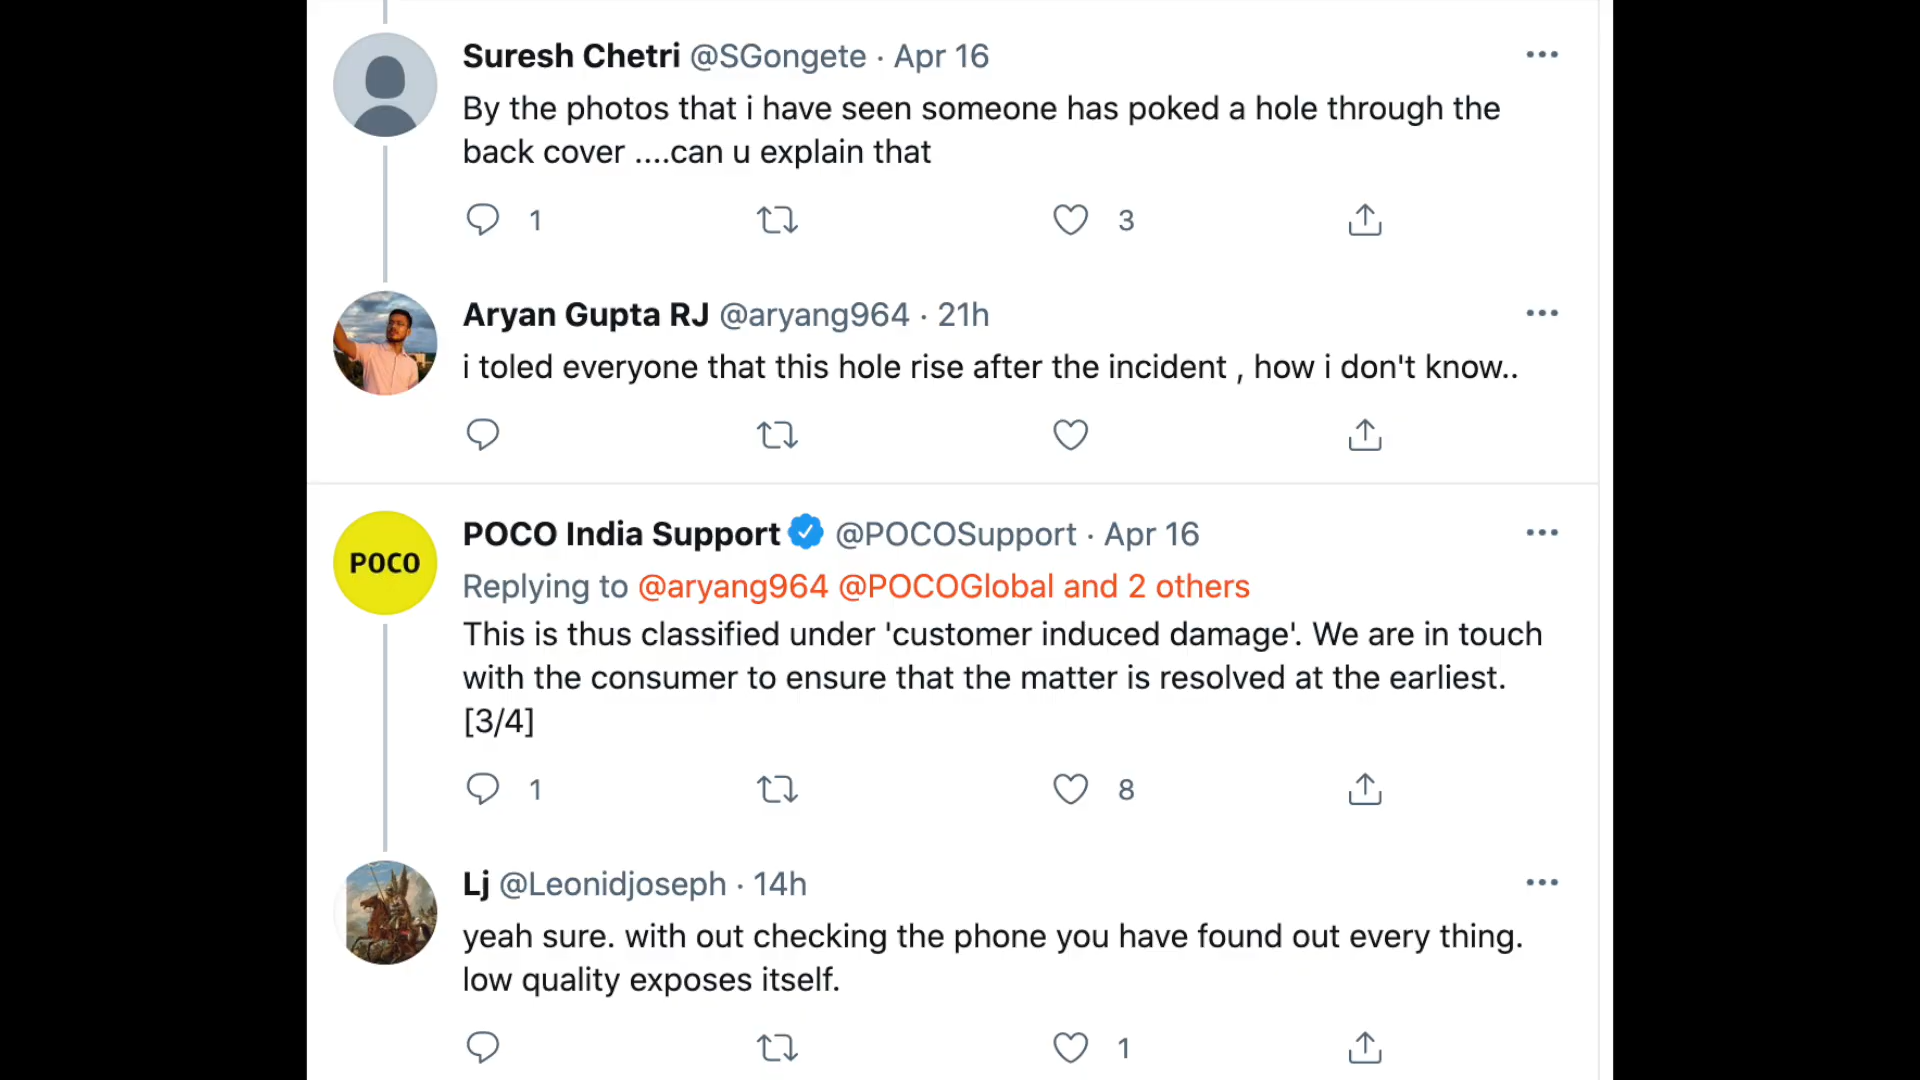 Suresh Chetri @SGongete · Apr 16
By the photos that i have seen someone has poked a hole through the
back cover ....can u explain that
1 3
Aryan Gupta RJ @aryang964 · 21h
i toled everyone that this hole rise after the incident , how i don't know..
POCO
POCO India Support @POCOSupport · Apr 16
Replying to @aryang964 @POCOGlobal and 2 others
This is thus classified under 'customer induced damage'. We are in touch
with the consumer to ensure that the matter is resolved at the earliest.
[3/4]
1 8
Lj @Leonidjoseph · 14h
yeah sure. with out checking the phone you have found out every thing.
low quality exposes itself.
1